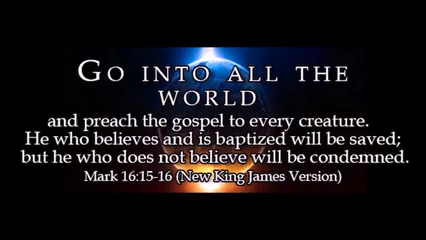 GO INTO ALL THE
WORLD
and preach the gospel to every creature.
He who believes and is baptized will be saved;
but he who does not believe will be condemned.
Mark 16:15-16 (New King James Version)